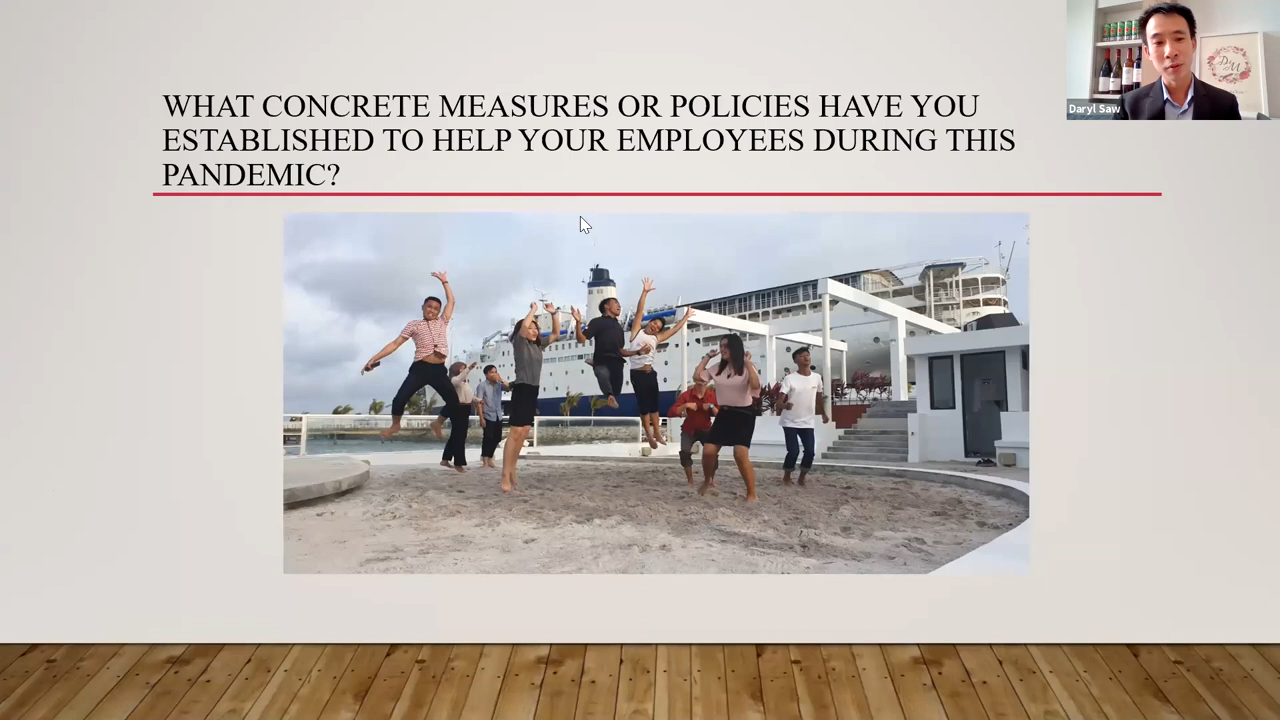 WHAT CONCRETE MEASURES OR POLICIES HAVE YOU
ESTABLISHED TO HELP YOUR EMPLOYEES DURING THIS
PANDEMIC?
Daryl Saw